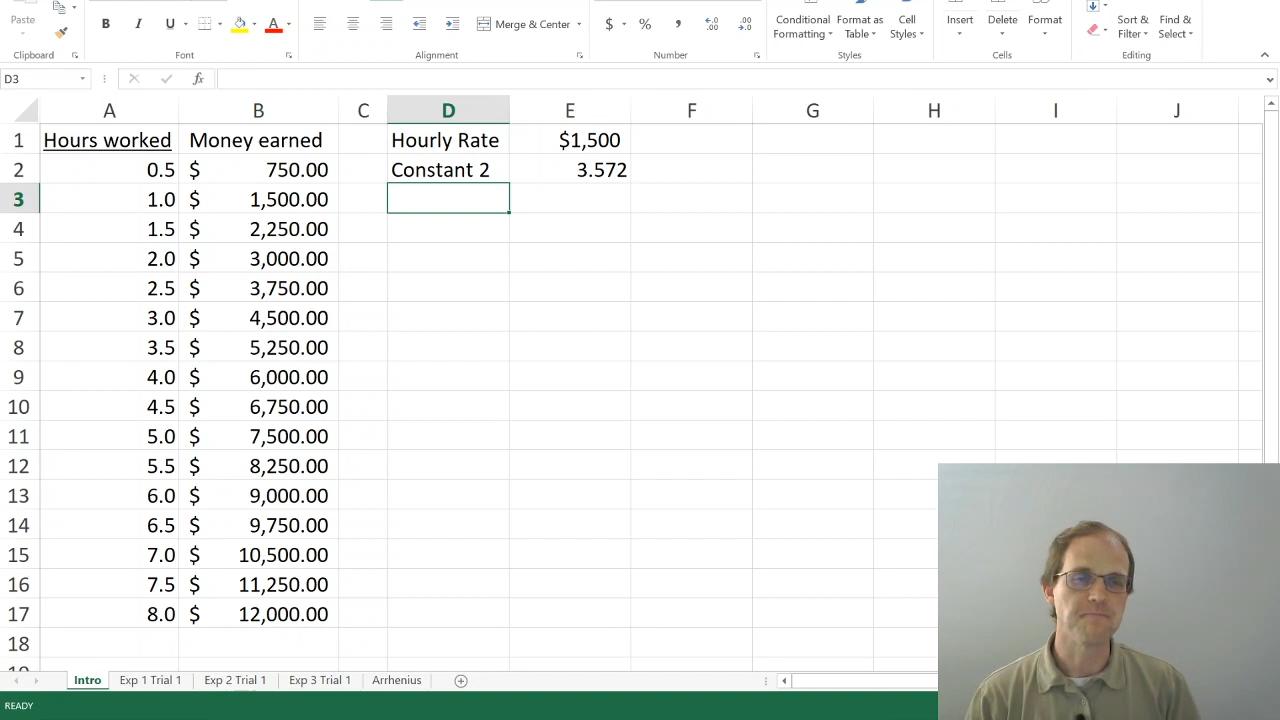 Paste
B I U A
Merge & Center
$ % ,
Conditional Formatting
Format as Table
Cell Styles
Insert Delete Format
Sort & Filter
Find & Select
Clipboard Font Alignment Number Styles Cells Editing
D3 fx
A B C D E F G H I J
1 Hours worked Money earned Hourly Rate $1,500
2 0.5 $ 750.00 Constant 2 3.572
3 1.0 $ 1,500.00
4 1.5 $ 2,250.00
5 2.0 $ 3,000.00
6 2.5 $ 3,750.00
7 3.0 $ 4,500.00
8 3.5 $ 5,250.00
9 4.0 $ 6,000.00
10 4.5 $ 6,750.00
11 5.0 $ 7,500.00
12 5.5 $ 8,250.00
13 6.0 $ 9,000.00
14 6.5 $ 9,750.00
15 7.0 $ 10,500.00
16 7.5 $ 11,250.00
17 8.0 $ 12,000.00
18
Intro Exp 1 Trial 1 Exp 2 Trial 1 Exp 3 Trial 1 Arrhenius
READY